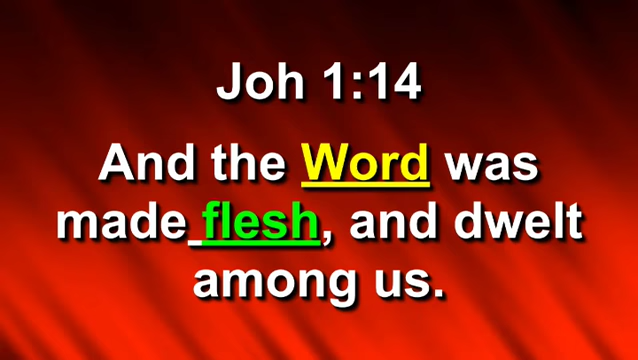 Joh 1:14
And the Word was
made flesh, and dwelt
among us.